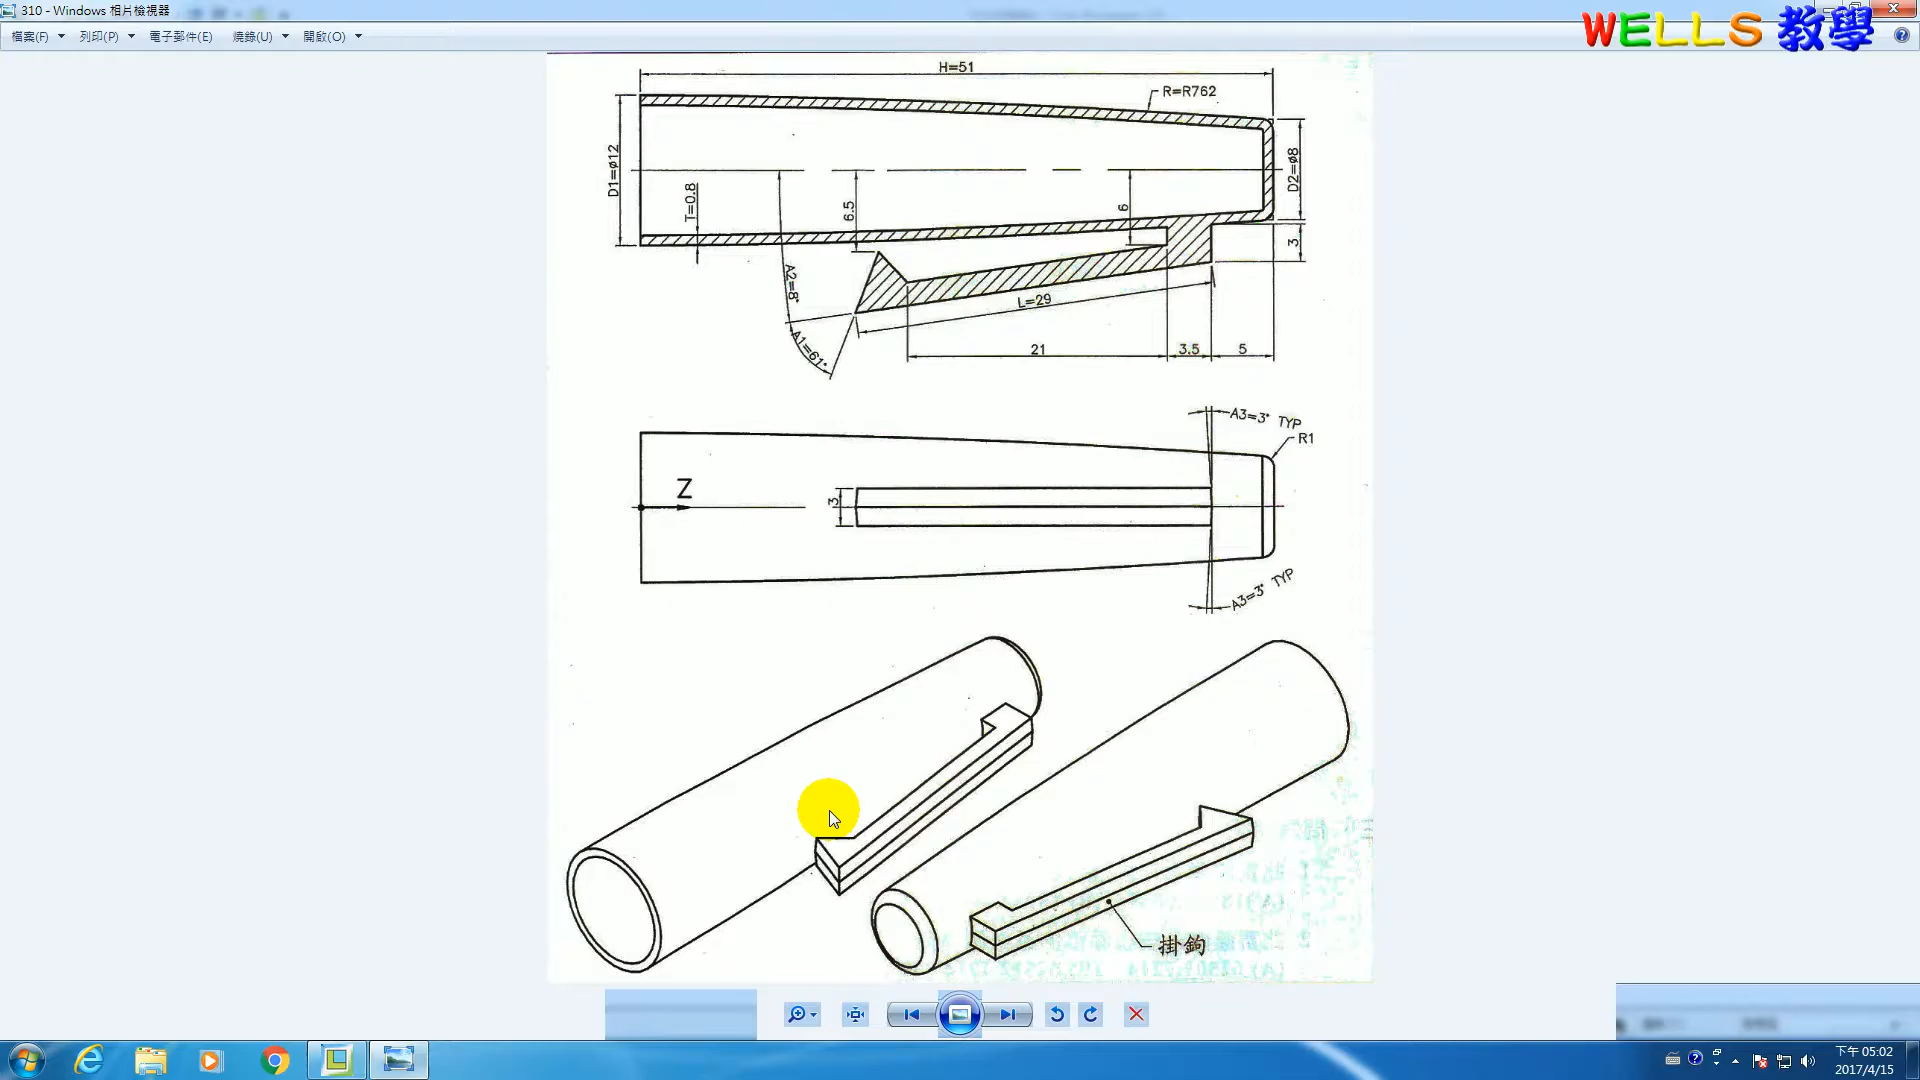 310 - Windows 相片檢視器
WELLS 教學
檔案(F) 列印(P) 電子郵件(E) 燒錄(U) 開啟(O)
H=51
R=R762
D1=ø12
T=0.8
6.5
6
D2=ø8
3
A2=8°
A1=61°
L=29
21
3.5
5
A3=3° TYP
R1
Z
3
A3=3° TYP
掛鉤
下午 05:02
2017/4/15